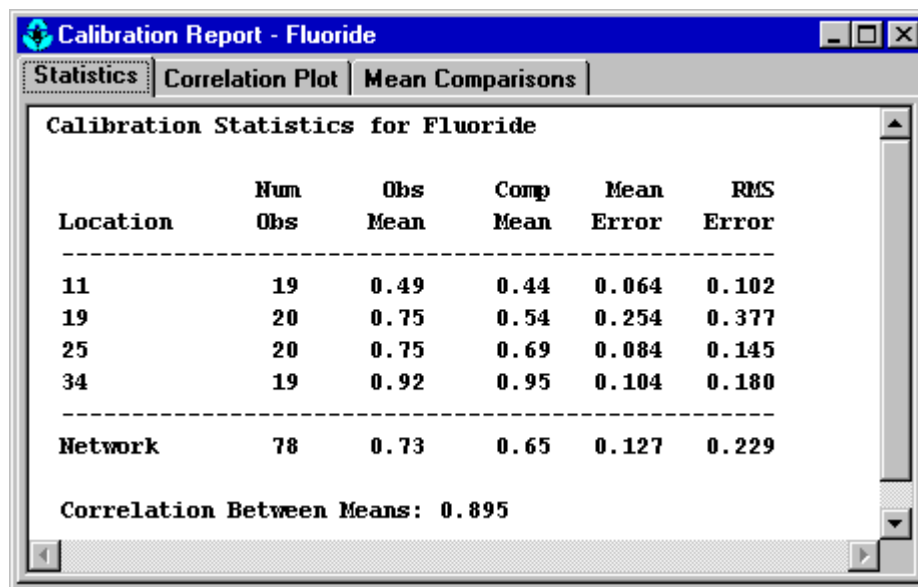 Calibration Report - Fluoride
Statistics Correlation Plot Mean Comparisons
Calibration Statistics for Fluoride
Num Obs Comp Mean RMS
Location Obs Mean Mean Error Error
------------------------------------------------------
11 19 0.49 0.44 0.064 0.102
19 20 0.75 0.54 0.254 0.377
25 20 0.75 0.69 0.084 0.145
34 19 0.92 0.95 0.104 0.180
------------------------------------------------------
Network 78 0.73 0.65 0.127 0.229
Correlation Between Means: 0.895